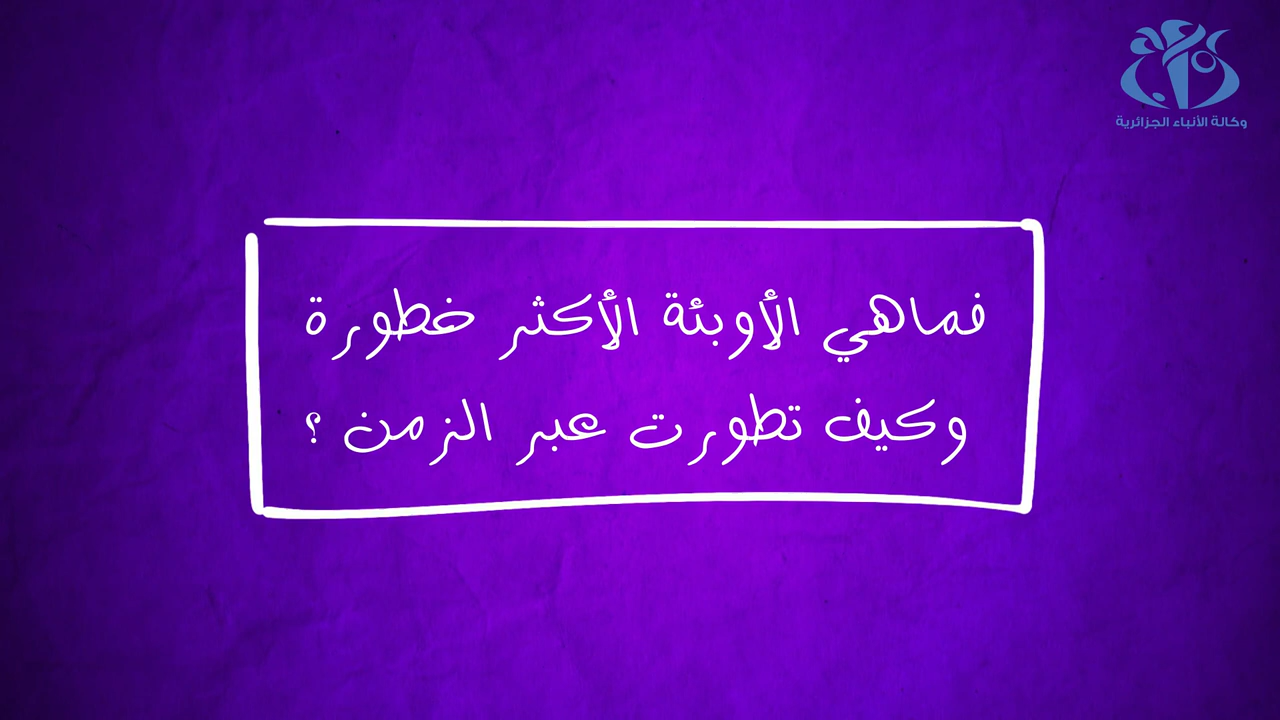 وكالة الأنباء الجزائرية
فماهي الأوبئة الأكثر خطورة
وكيف تطورت عبر الزمن ؟